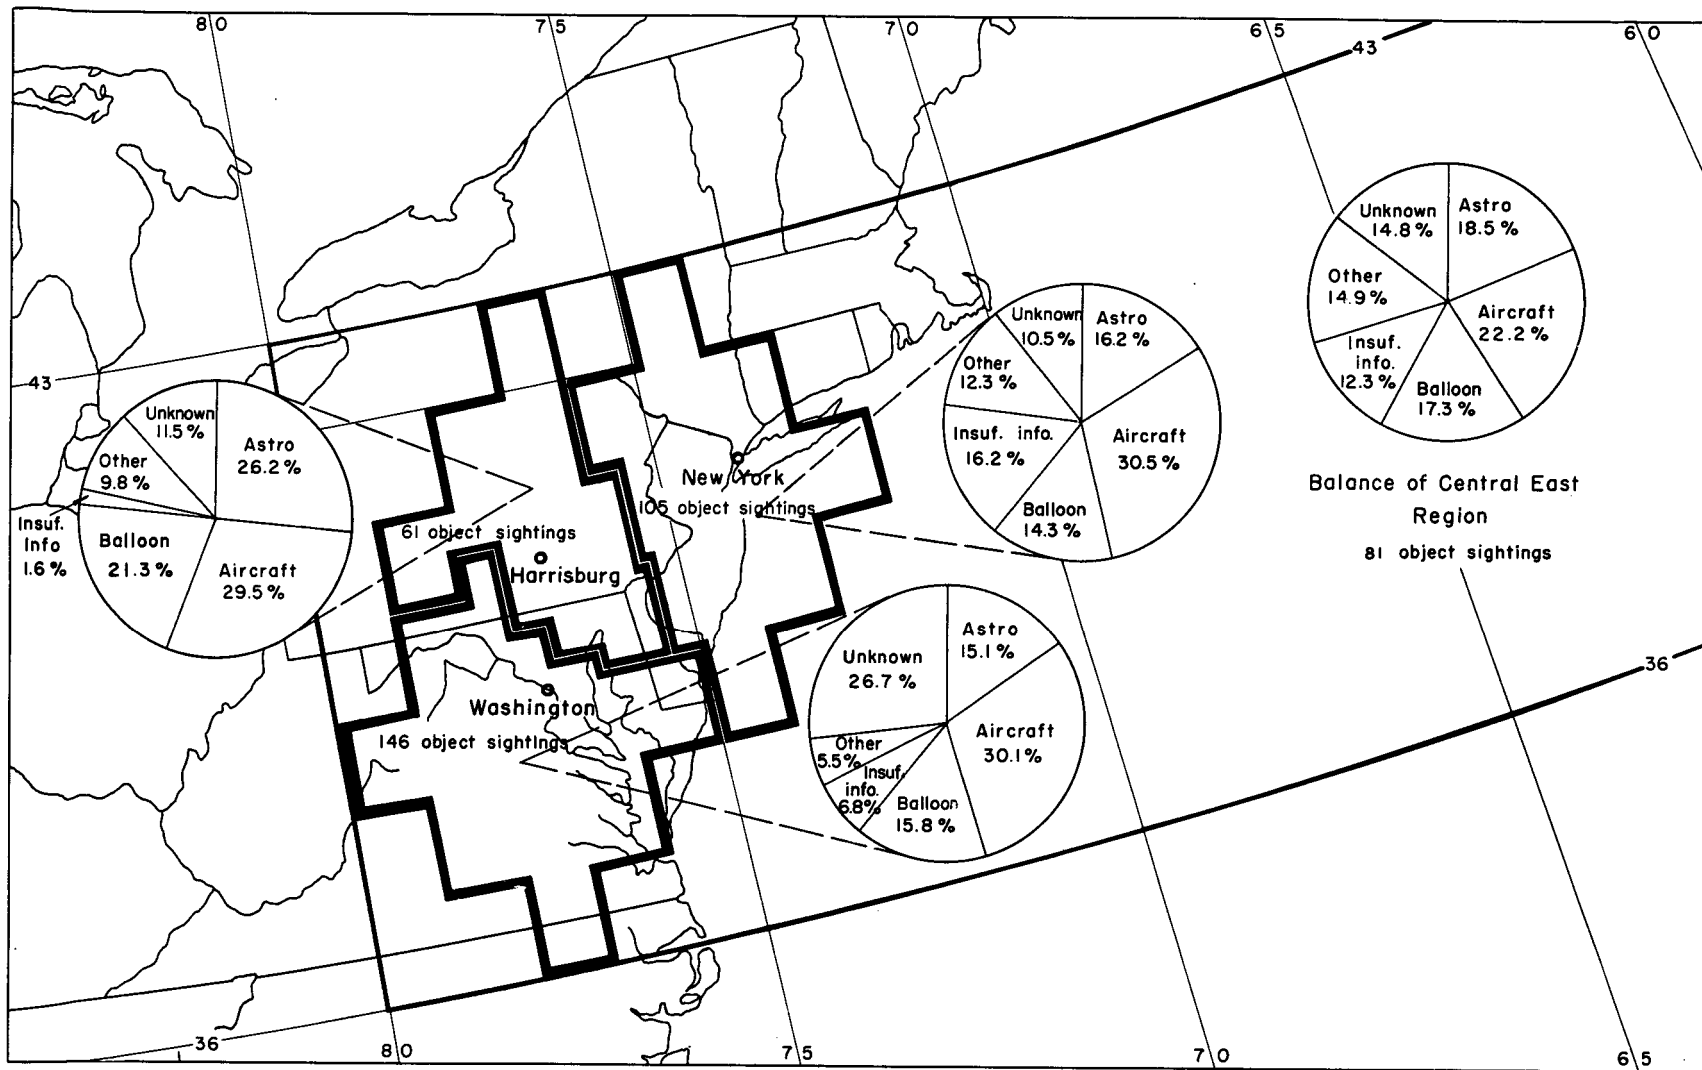 80
75
70
65
60
43
43
Unknown
14.8%
Astro
18.5%
Other
14.9%
Aircraft
22.2%
Insuf.
info.
12.3%
Balloon
17.3%
Balance of Central East
Region
81 object sightings
Unknown
10.5%
Astro
16.2%
Other
12.3%
Insuf. info.
16.2%
Aircraft
30.5%
Balloon
14.3%
New York
105 object sightings
Unknown
11.5%
Astro
26.2%
Other
9.8%
Insuf.
Info
1.6%
Balloon
21.3%
Aircraft
29.5%
61 object sightings
Harrisburg
Washington
146 object sightings
Unknown
26.7%
Astro
15.1%
Aircraft
30.1%
Other
5.5%
Insuf.
info.
6.8%
Balloon
15.8%
36
36
80
75
70
65